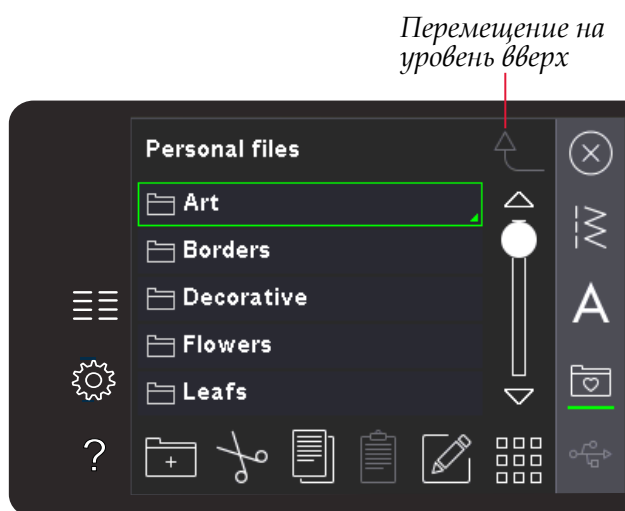 Перемещение на
уровень вверх
Personal files
Art
Borders
Decorative
Flowers
Leafs
A
?